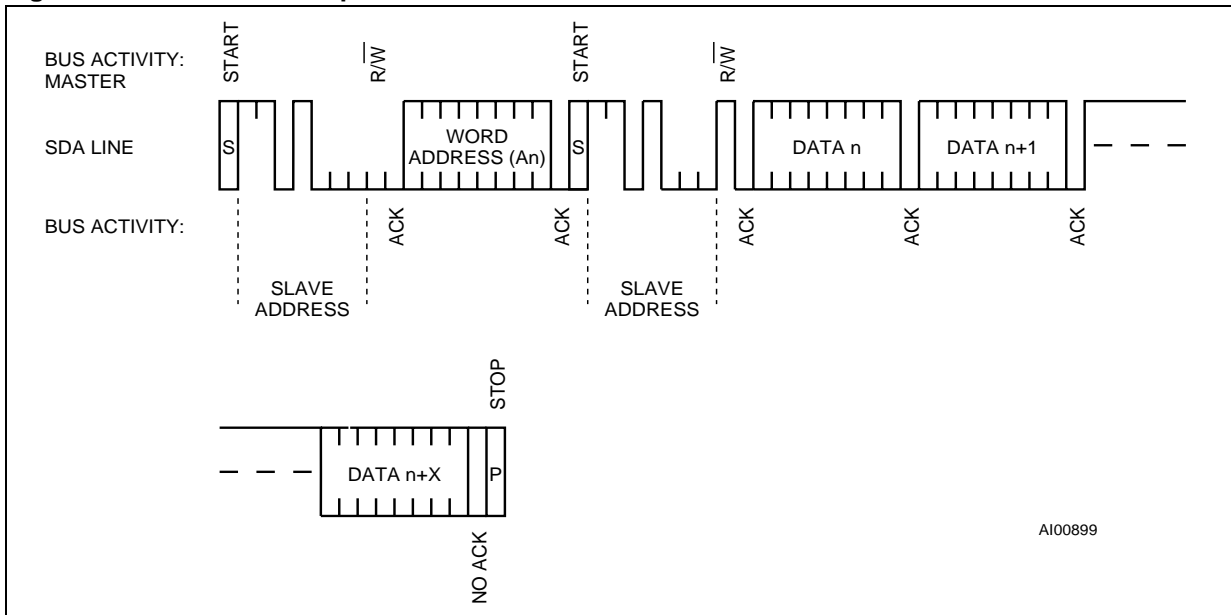 BUS ACTIVITY:
MASTER
START
R/W
START
R/W
SDA LINE
S
WORD
ADDRESS (An)
S
DATA n
DATA n+1
BUS ACTIVITY:
ACK
ACK
ACK
ACK
ACK
SLAVE
ADDRESS
SLAVE
ADDRESS
STOP
DATA n+X
P
NO ACK
AI00899